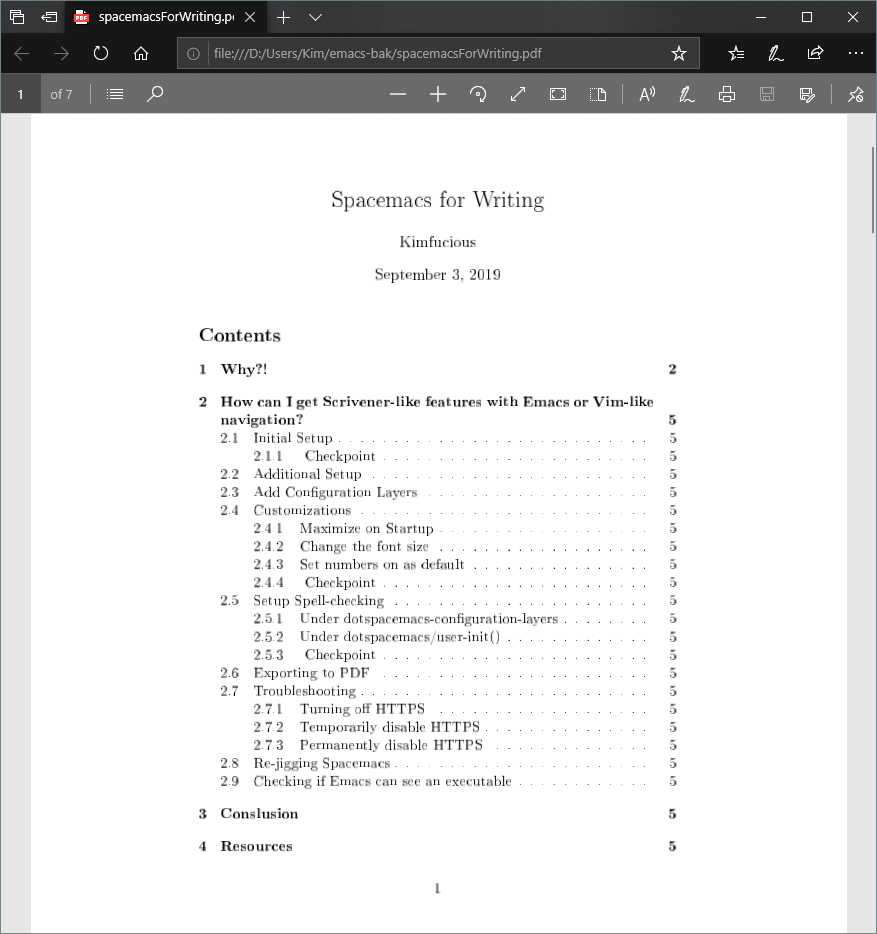 spacemacsForWriting.p
file:///D:/Users/Kim/emacs-bak/spacemacsForWriting.pdf
1 of 7
Spacemacs for Writing
Kimfucious
September 3, 2019
Contents
1 Why?! 2
2 How can I get Scrivener-like features with Emacs or Vim-like
navigation? 5
2.1 Initial Setup . . . . . . . . . . . . . . . . . . . . . 5
2.1.1 Checkpoint . . . . . . . . . . . . . . . . . . 5
2.2 Additional Setup . . . . . . . . . . . . . . . . . . . 5
2.3 Add Configuration Layers . . . . . . . . . . . . . . . 5
2.4 Customizations . . . . . . . . . . . . . . . . . . . . 5
2.4.1 Maximize on Startup . . . . . . . . . . . . . . 5
2.4.2 Change the font size . . . . . . . . . . . . . . 5
2.4.3 Set numbers on as default . . . . . . . . . . . . 5
2.4.4 Checkpoint . . . . . . . . . . . . . . . . . . 5
2.5 Setup Spell-checking . . . . . . . . . . . . . . . . . 5
2.5.1 Under dotspacemacs-configuration-layers . . . . . . 5
2.5.2 Under dotspacemacs/user-init() . . . . . . . . . . 5
2.5.3 Checkpoint . . . . . . . . . . . . . . . . . . 5
2.6 Exporting to PDF . . . . . . . . . . . . . . . . . . 5
2.7 Troubleshooting . . . . . . . . . . . . . . . . . . . . 5
2.7.1 Turning off HTTPS . . . . . . . . . . . . . . 5
2.7.2 Temporarily disable HTTPS . . . . . . . . . . . 5
2.7.3 Permanently disable HTTPS . . . . . . . . . . . 5
2.8 Re-jigging Spacemacs . . . . . . . . . . . . . . . . . 5
2.9 Checking if Emacs can see an executable . . . . . . . . . 5
3 Conslusion 5
4 Resources 5
1